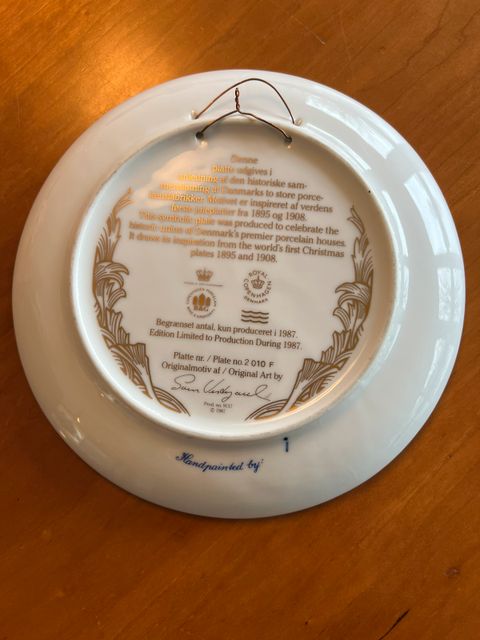 Denne
platte udgives i
anledning af den historiske sam-
menslutning af Danmarks to store porce-
lænsfabrikker. Motivet er inspireret af verdens
første juleplatter fra 1895 og 1908.
This symbolic plate was produced to celebrate the
historic union of Denmark's premier porcelain houses.
It draws its inspiration from the world's first Christmas
plates 1895 and 1908.
ROYAL
COPENHAGEN
DENMARK
B&G
Begrænset antal, kun produceret i 1987.
Edition Limited to Production During 1987.
Platte nr. / Plate no. 2 010 F
Originalmotiv af / Original Art by
© 1987
Handpainted by:
i